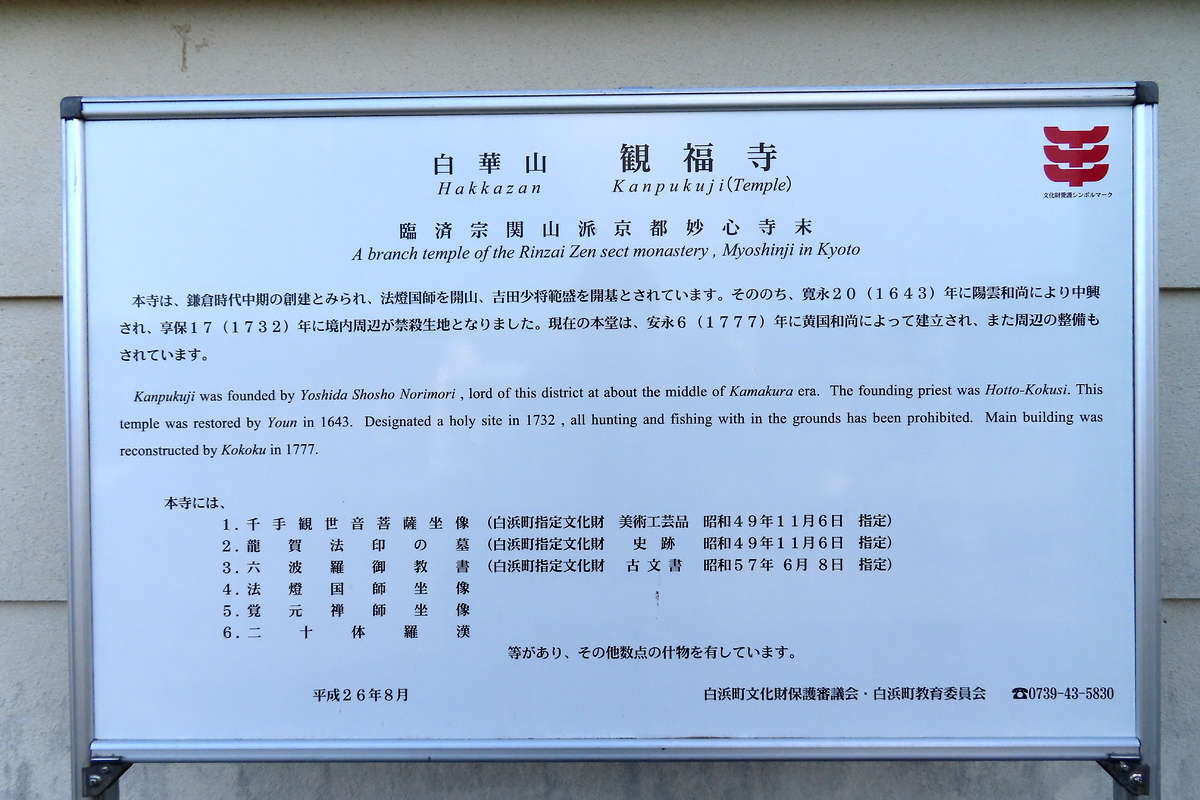 白華山 観福寺
Hakkazan Kanpukuji(Temple)
文化財愛護シンボルマーク
臨済宗関山派京都妙心寺末
A branch temple of the Rinzai Zen sect monastery , Myoshinji in Kyoto
本寺は、鎌倉時代中期の創建とみられ、法燈国師を開山、吉田少将範盛を開基とされています。そののち、寛永20（1643）年に陽雲和尚により中興
され、享保17（1732）年に境内周辺が禁殺生地となりました。現在の本堂は、安永6（1777）年に黄国和尚によって建立され、また周辺の整備も
されています。
Kanpukuji was founded by Yoshida Shosho Norimori , lord of this district at about the middle of Kamakura era. The founding priest was Hotto-Kokusi. This
temple was restored by Youn in 1643. Designated a holy site in 1732 , all hunting and fishing with in the grounds has been prohibited. Main building was
reconstructed by Kokoku in 1777.
本寺には、
1．千手観世音菩薩坐像 (白浜町指定文化財 美術工芸品 昭和49年11月6日 指定)
2．龍賀法印の墓 (白浜町指定文化財 史跡 昭和49年11月6日 指定)
3．六波羅御教書 (白浜町指定文化財 古文書 昭和57年 6月 8日 指定)
4．法燈国師坐像
5．覚元禅師坐像
6．二十体羅漢
等があり、その他数点の什物を有しています。
平成26年8月 白浜町文化財保護審議会・白浜町教育委員会 ☎0739-43-5830